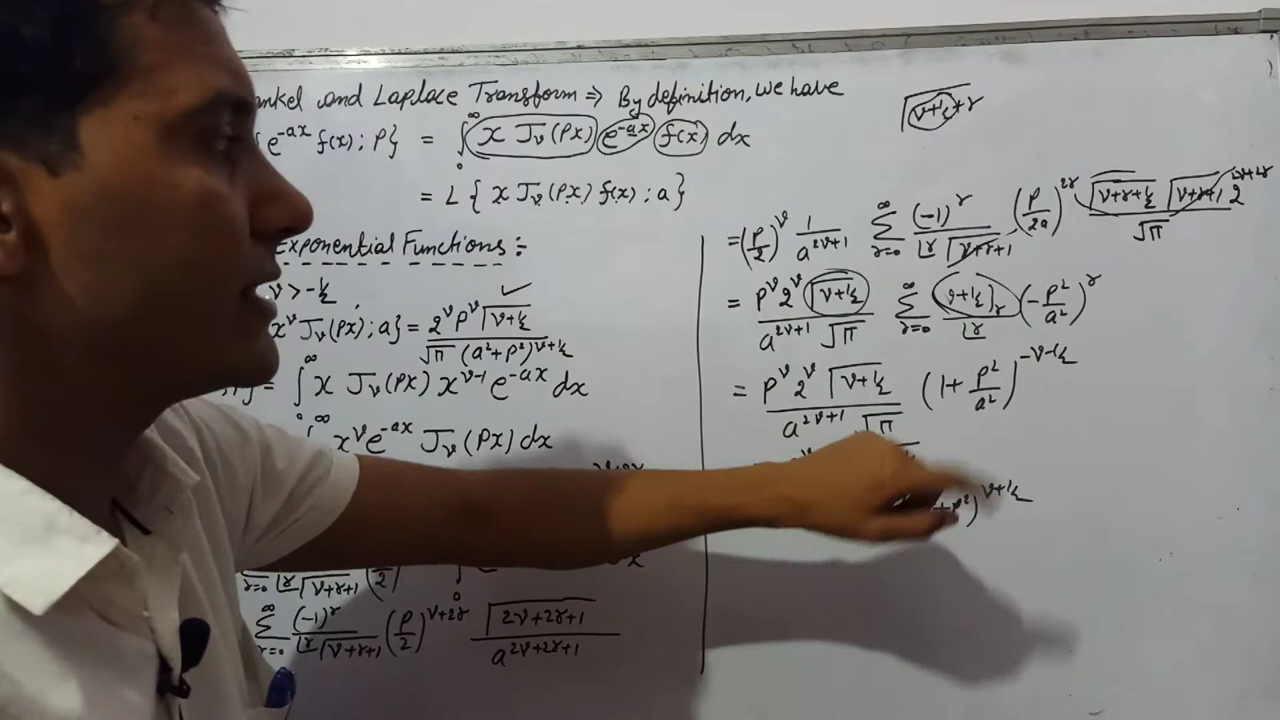 nkel and Laplace Transform ⇒ By definition, we have
{e^{-ax} f(x); P} = ∫_0^∞ x J_ν(Px) e^{-ax} f(x) dx
= L {x J_ν(Px) f(x); a}
Exponential Functions :
ν > -½
x^ν J_ν(Px); a} = 2^ν P^ν Γ(ν+½) / √π (a²+P²)^{ν+½}
= ∫_0^∞ x J_ν(Px) x^{ν-1} e^{-ax} dx
∫_0^∞ x^ν e^{-ax} J_ν(Px) dx
Σ_{r=0}^∞ (-1)^r / (⌊r Γ(ν+r+1)) (P/2)^{ν+2r} Γ(2ν+2r+1) / a^{2ν+2r+1}
Γ(ν+½+r)
= (P/2)^ν 1/a^{2ν+1} Σ_{r=0}^∞ (-1)^r / (⌊r Γ(ν+r+1)) (P/2a)^{2r} Γ(ν+r+½) Γ(ν+r+1) 2^{2ν+2r} / √π
= P^ν 2^ν Γ(ν+½) / (a^{2ν+1} √π) Σ_{r=0}^∞ (ν+½)_r / ⌊r (-P²/a²)^r
= P^ν 2^ν Γ(ν+½) / (a^{2ν+1} √π) (1+P²/a²)^{-ν-½}
+P²)^{ν+½}